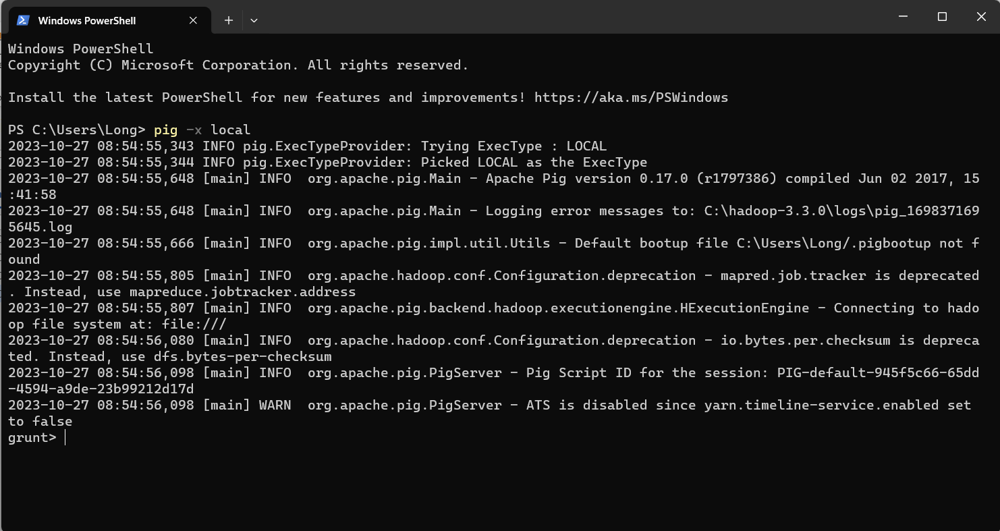 Windows PowerShell
Windows PowerShell
Copyright (C) Microsoft Corporation. All rights reserved.
Install the latest PowerShell for new features and improvements! https://aka.ms/PSWindows
PS C:\Users\Long> pig -x local
2023-10-27 08:54:55,343 INFO pig.ExecTypeProvider: Trying ExecType : LOCAL
2023-10-27 08:54:55,344 INFO pig.ExecTypeProvider: Picked LOCAL as the ExecType
2023-10-27 08:54:55,648 [main] INFO  org.apache.pig.Main - Apache Pig version 0.17.0 (r1797386) compiled Jun 02 2017, 15
:41:58
2023-10-27 08:54:55,648 [main] INFO  org.apache.pig.Main - Logging error messages to: C:\hadoop-3.3.0\logs\pig_169837169
5645.log
2023-10-27 08:54:55,666 [main] INFO  org.apache.pig.impl.util.Utils - Default bootup file C:\Users\Long/.pigbootup not f
ound
2023-10-27 08:54:55,805 [main] INFO  org.apache.hadoop.conf.Configuration.deprecation - mapred.job.tracker is deprecated
. Instead, use mapreduce.jobtracker.address
2023-10-27 08:54:55,807 [main] INFO  org.apache.pig.backend.hadoop.executionengine.HExecutionEngine - Connecting to hado
op file system at: file:///
2023-10-27 08:54:56,080 [main] INFO  org.apache.hadoop.conf.Configuration.deprecation - io.bytes.per.checksum is depreca
ted. Instead, use dfs.bytes-per-checksum
2023-10-27 08:54:56,098 [main] INFO  org.apache.pig.PigServer - Pig Script ID for the session: PIG-default-945f5c66-65dd
-4594-a9de-23b99212d17d
2023-10-27 08:54:56,098 [main] WARN  org.apache.pig.PigServer - ATS is disabled since yarn.timeline-service.enabled set
to false
grunt>